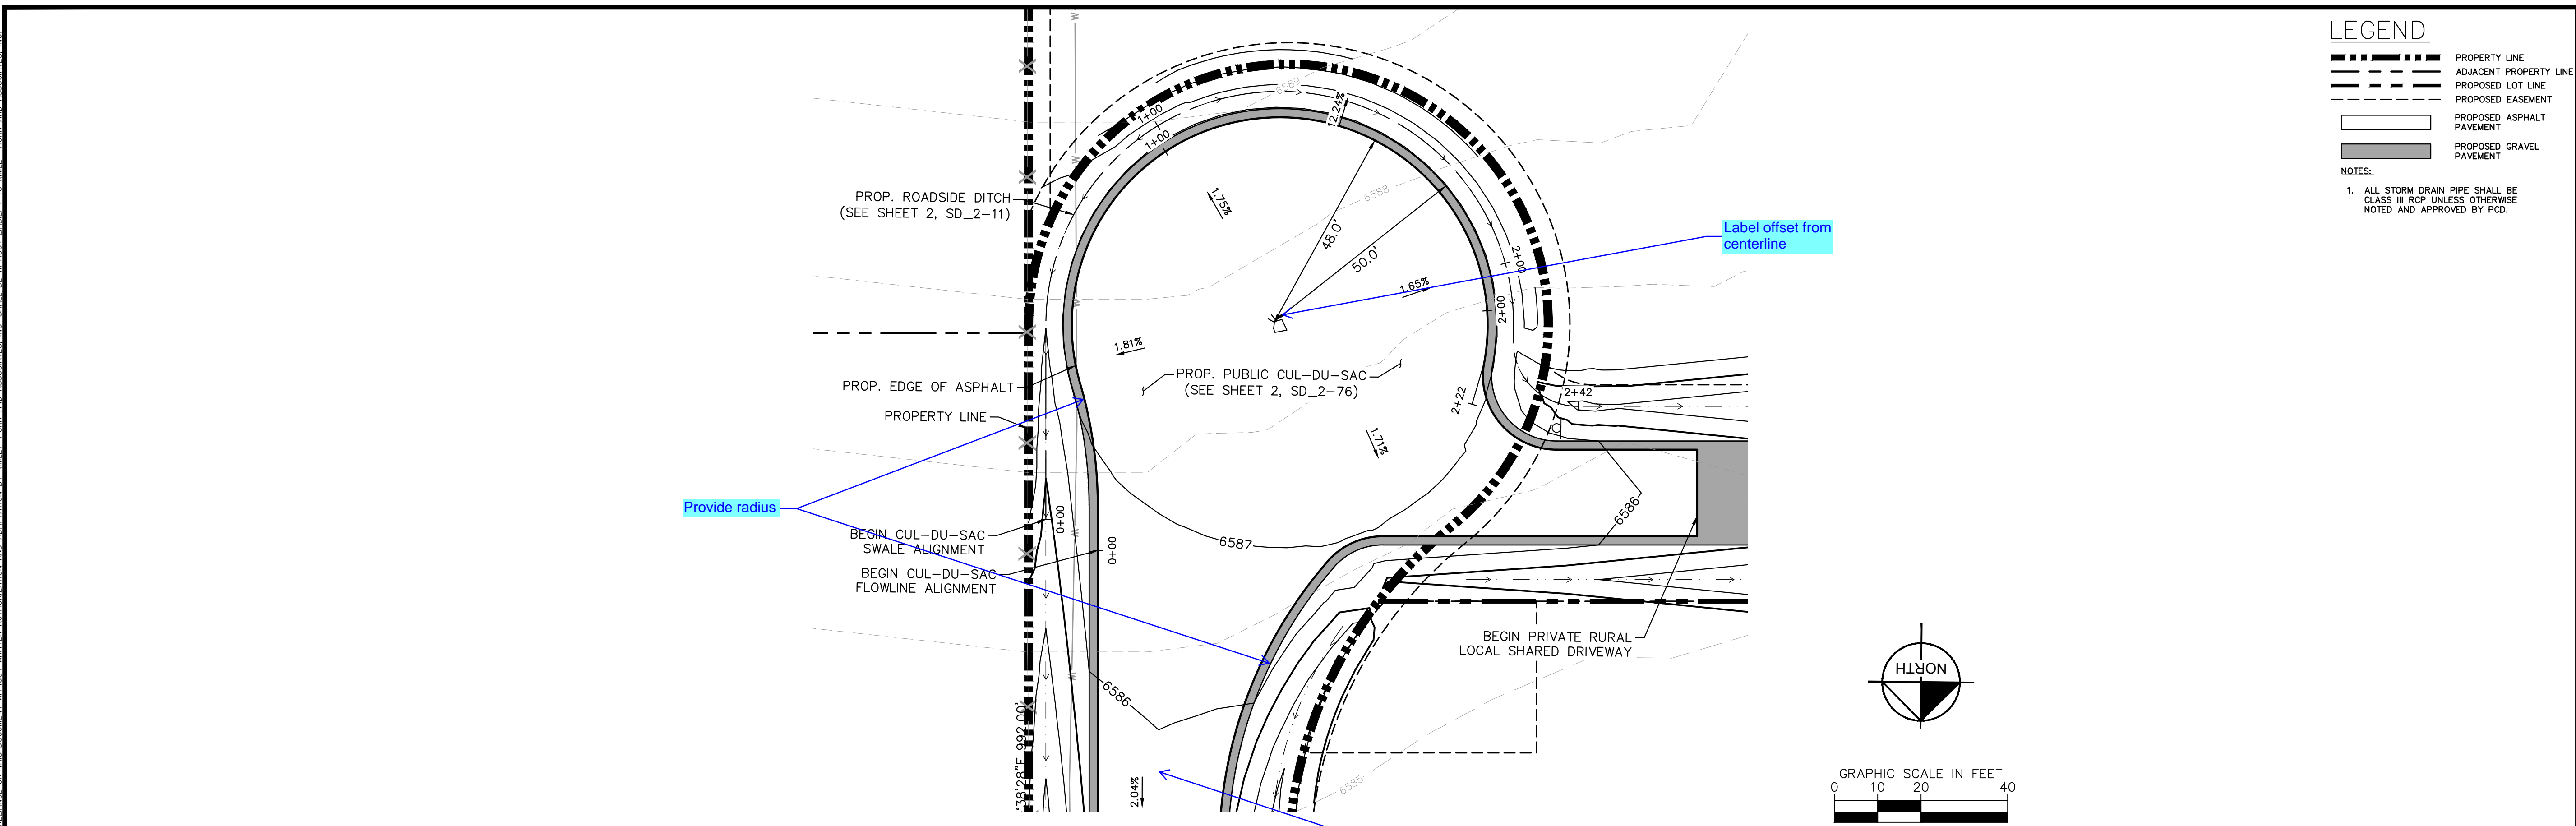 LEGEND
PROPERTY LINE
ADJACENT PROPERTY LINE
PROPOSED LOT LINE
PROPOSED EASEMENT
PROPOSED ASPHALT
PAVEMENT
PROPOSED GRAVEL
PAVEMENT
NOTES:
1. ALL STORM DRAIN PIPE SHALL BE
CLASS III RCP UNLESS OTHERWISE
NOTED AND APPROVED BY PCD.
W
6589
12.24%
1+00
1+00
W
PROP. ROADSIDE DITCH
(SEE SHEET 2, SD_2-11)
1.75%
6588
48.0'
50.0'
Label offset from
centerline
2+00
1.65%
2+00
W
1.81%
PROP. PUBLIC CUL-DU-SAC
(SEE SHEET 2, SD_2-76)
PROP. EDGE OF ASPHALT
2+22
2+42
PROPERTY LINE
1.71%
Provide radius
0+00
BEGIN CUL-DU-SAC
SWALE ALIGNMENT
W
0+00
6587
6586
BEGIN CUL-DU-SAC
FLOWLINE ALIGNMENT
BEGIN PRIVATE RURAL
LOCAL SHARED DRIVEWAY
W
6586
°38'28"E 992.00'
2.04%
6585
NORTH
GRAPHIC SCALE IN FEET
0 10 20 40